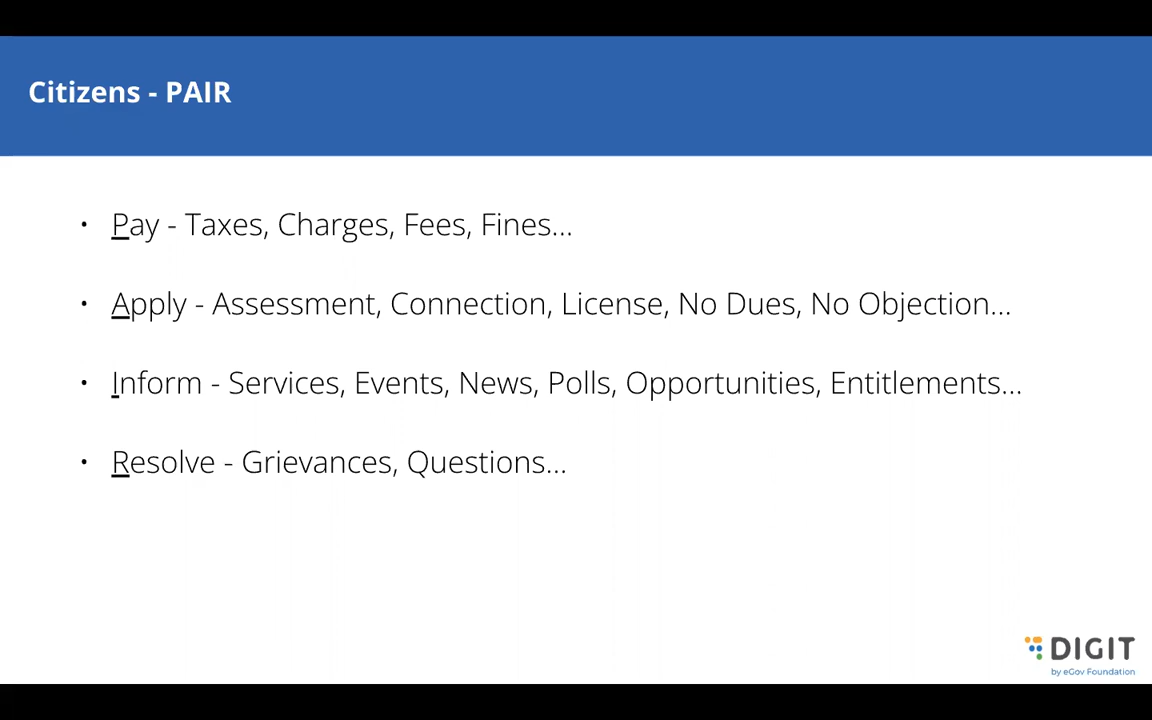 Citizens - PAIR
• Pay - Taxes, Charges, Fees, Fines...
• Apply - Assessment, Connection, License, No Dues, No Objection...
• Inform - Services, Events, News, Polls, Opportunities, Entitlements...
• Resolve - Grievances, Questions...
DIGIT
by eGov Foundation